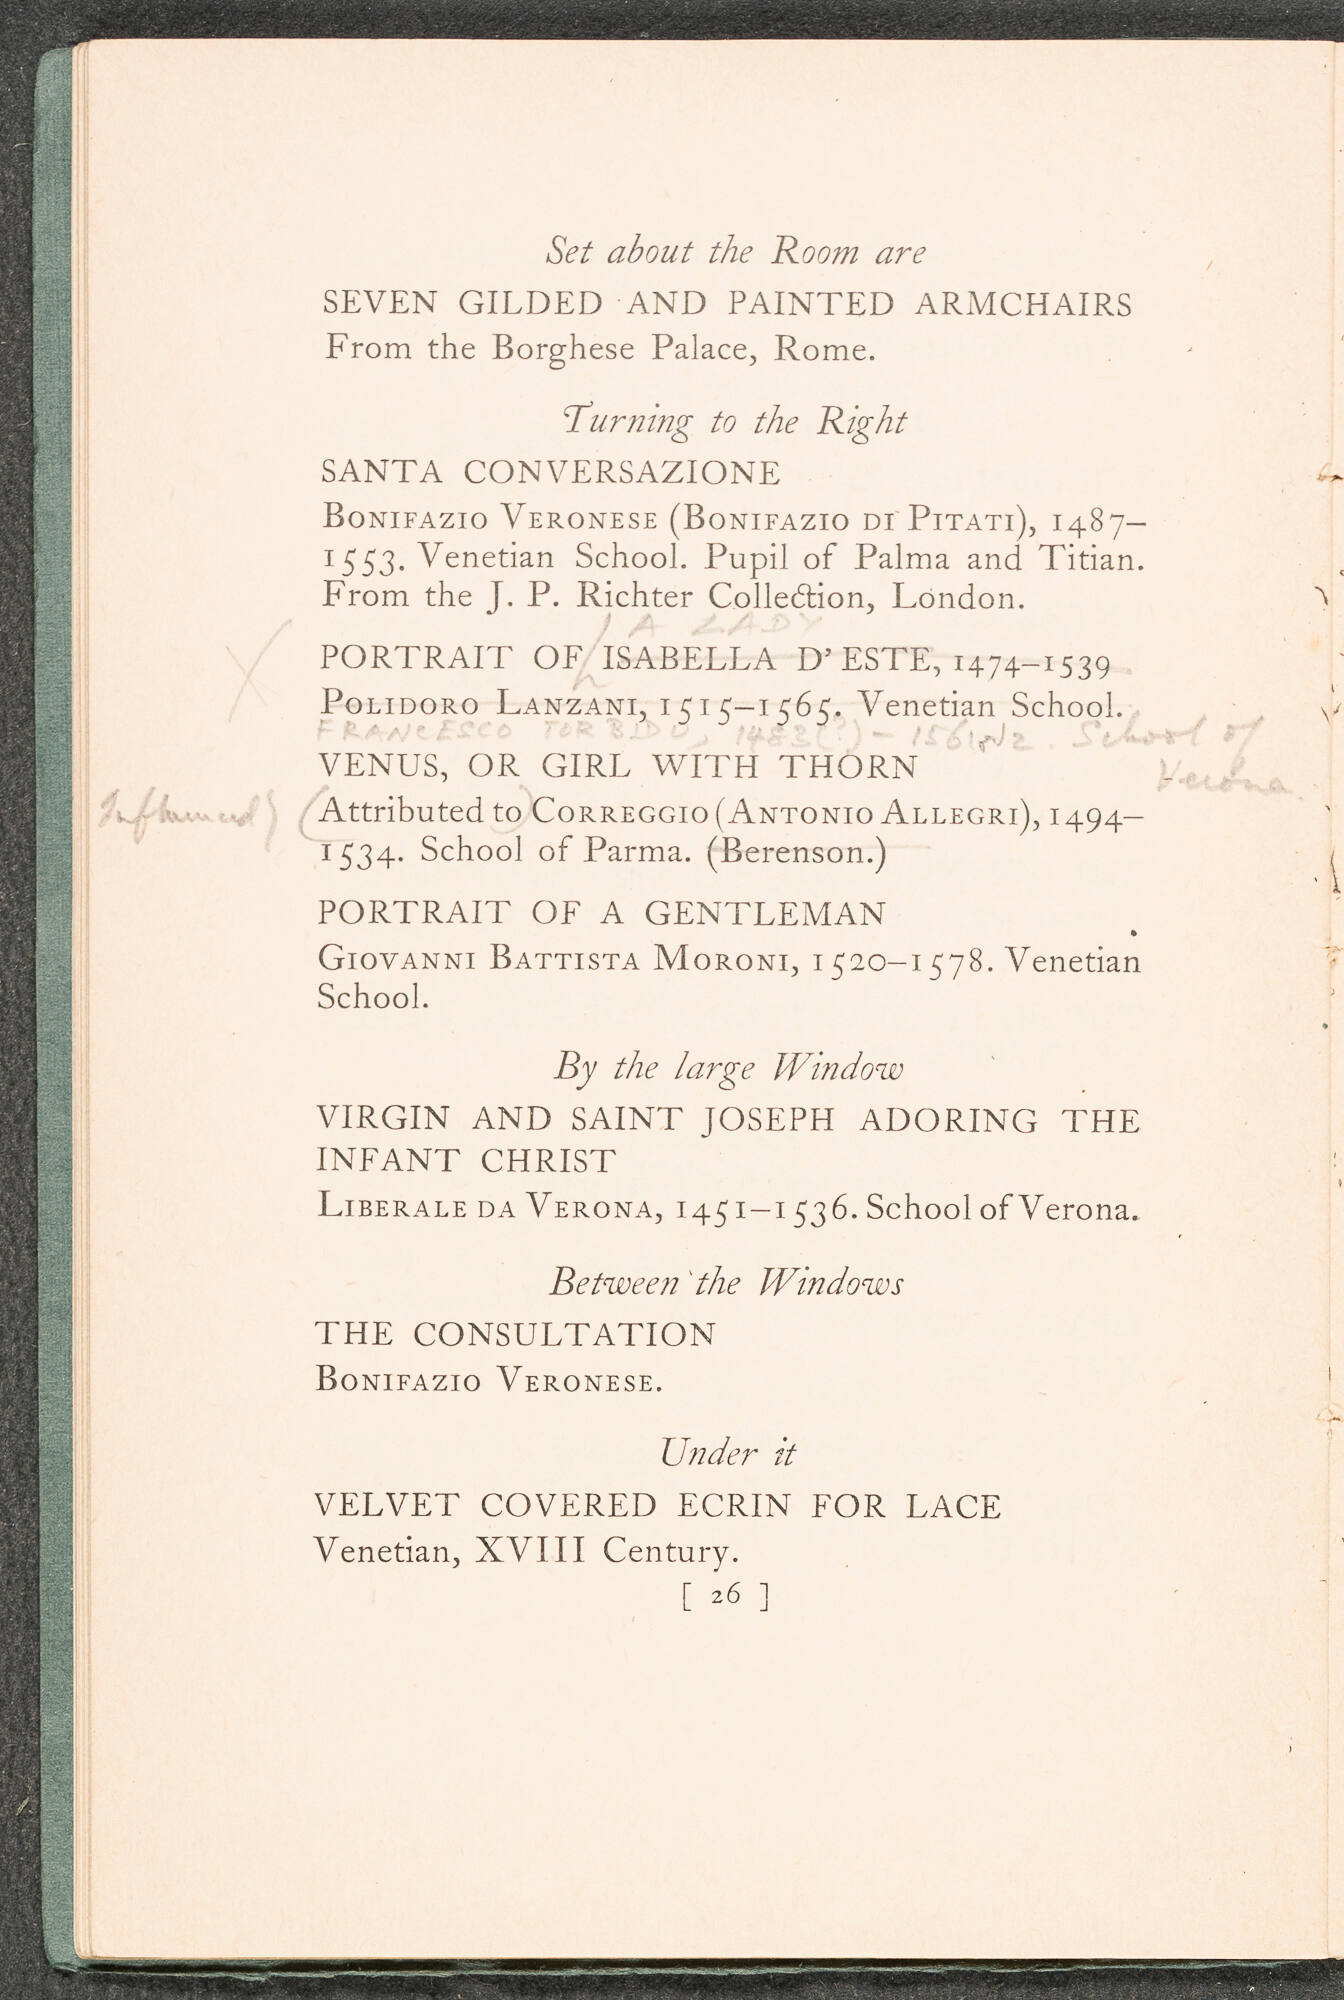 Set about the Room are
SEVEN GILDED AND PAINTED ARMCHAIRS
From the Borghese Palace, Rome.
Turning to the Right
SANTA CONVERSAZIONE
Bonifazio Veronese (Bonifazio di Pitati), 1487–
1553. Venetian School. Pupil of Palma and Titian.
From the J. P. Richter Collection, London.
A LADY
PORTRAIT OF ISABELLA D'ESTE, 1474–1539
Polidoro Lanzani, 1515–1565. Venetian School.
FRANCESCO TORBIDO, 1483(?) – 1561 or 2. School of
Verona.
VENUS, OR GIRL WITH THORN
Attributed to Correggio (Antonio Allegri), 1494–
1534. School of Parma. (Berenson.)
PORTRAIT OF A GENTLEMAN
Giovanni Battista Moroni, 1520–1578. Venetian
School.
By the large Window
VIRGIN AND SAINT JOSEPH ADORING THE
INFANT CHRIST
Liberale da Verona, 1451–1536. School of Verona.
Between the Windows
THE CONSULTATION
Bonifazio Veronese.
Under it
VELVET COVERED ECRIN FOR LACE
Venetian, XVIII Century.
[ 26 ]